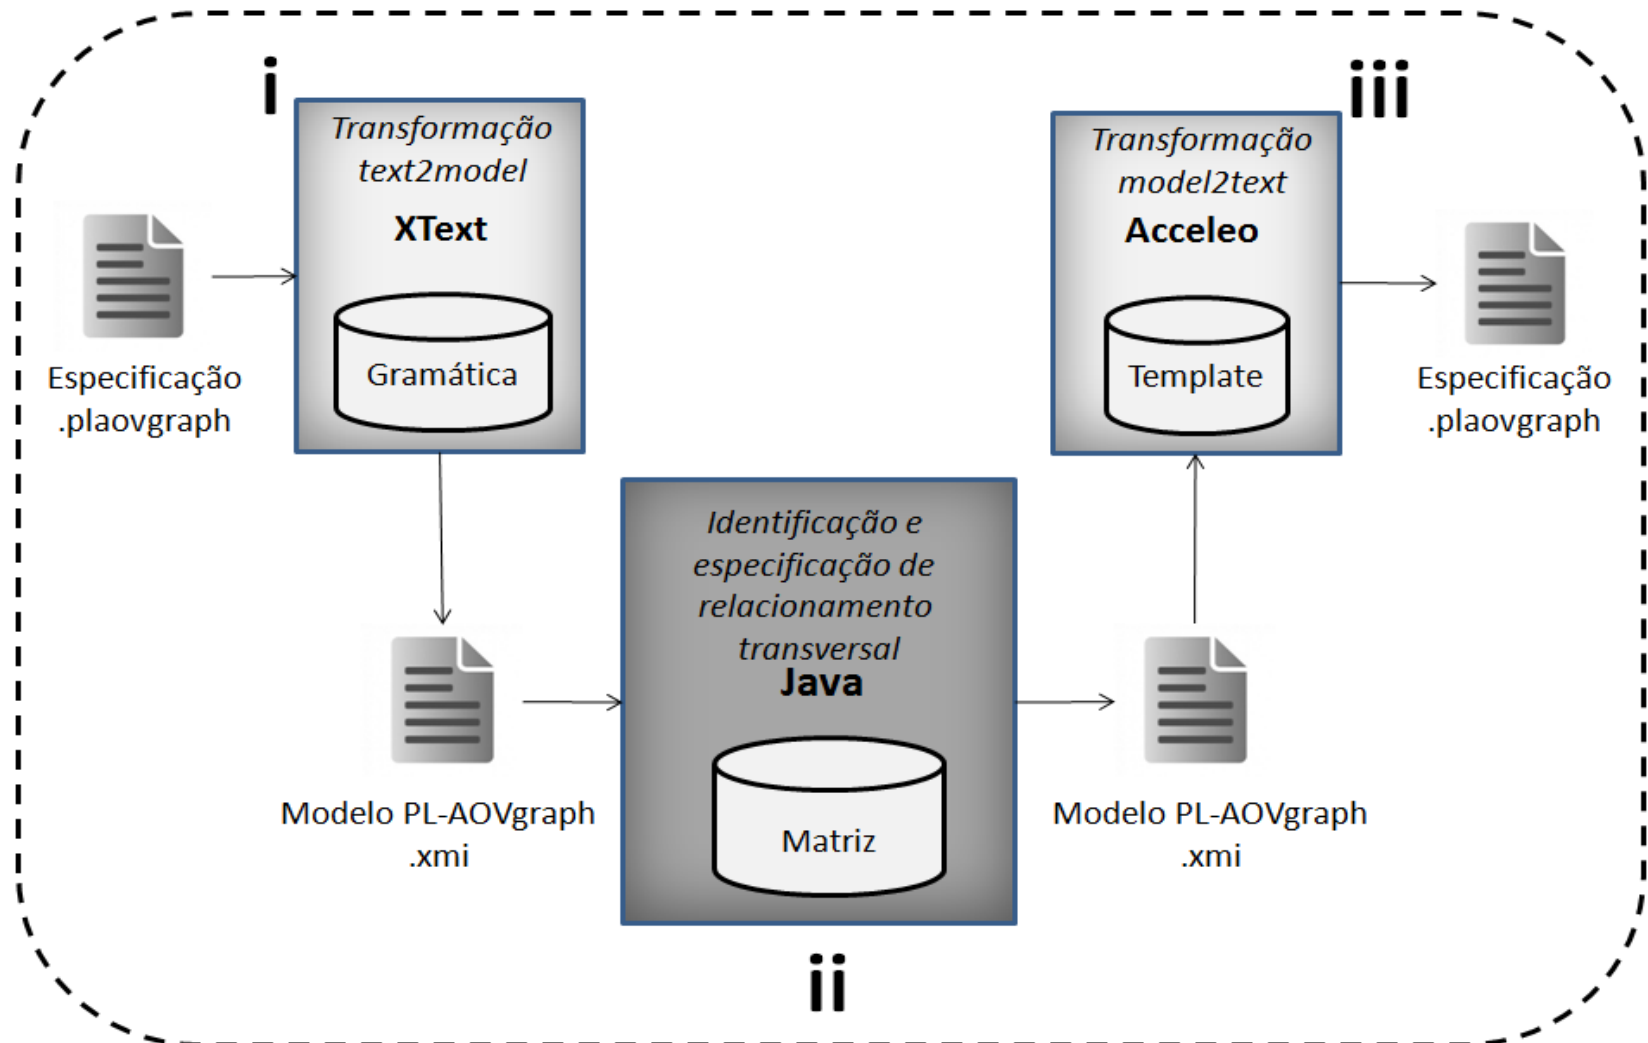 i
Transformação
text2model
XText
Gramática
Especificação
.plaovgraph
Modelo PL-AOVgraph
.xmi
Identificação e
especificação de
relacionamento
transversal
Java
Matriz
ii
Modelo PL-AOVgraph
.xmi
iii
Transformação
model2text
Acceleo
Template
Especificação
.plaovgraph